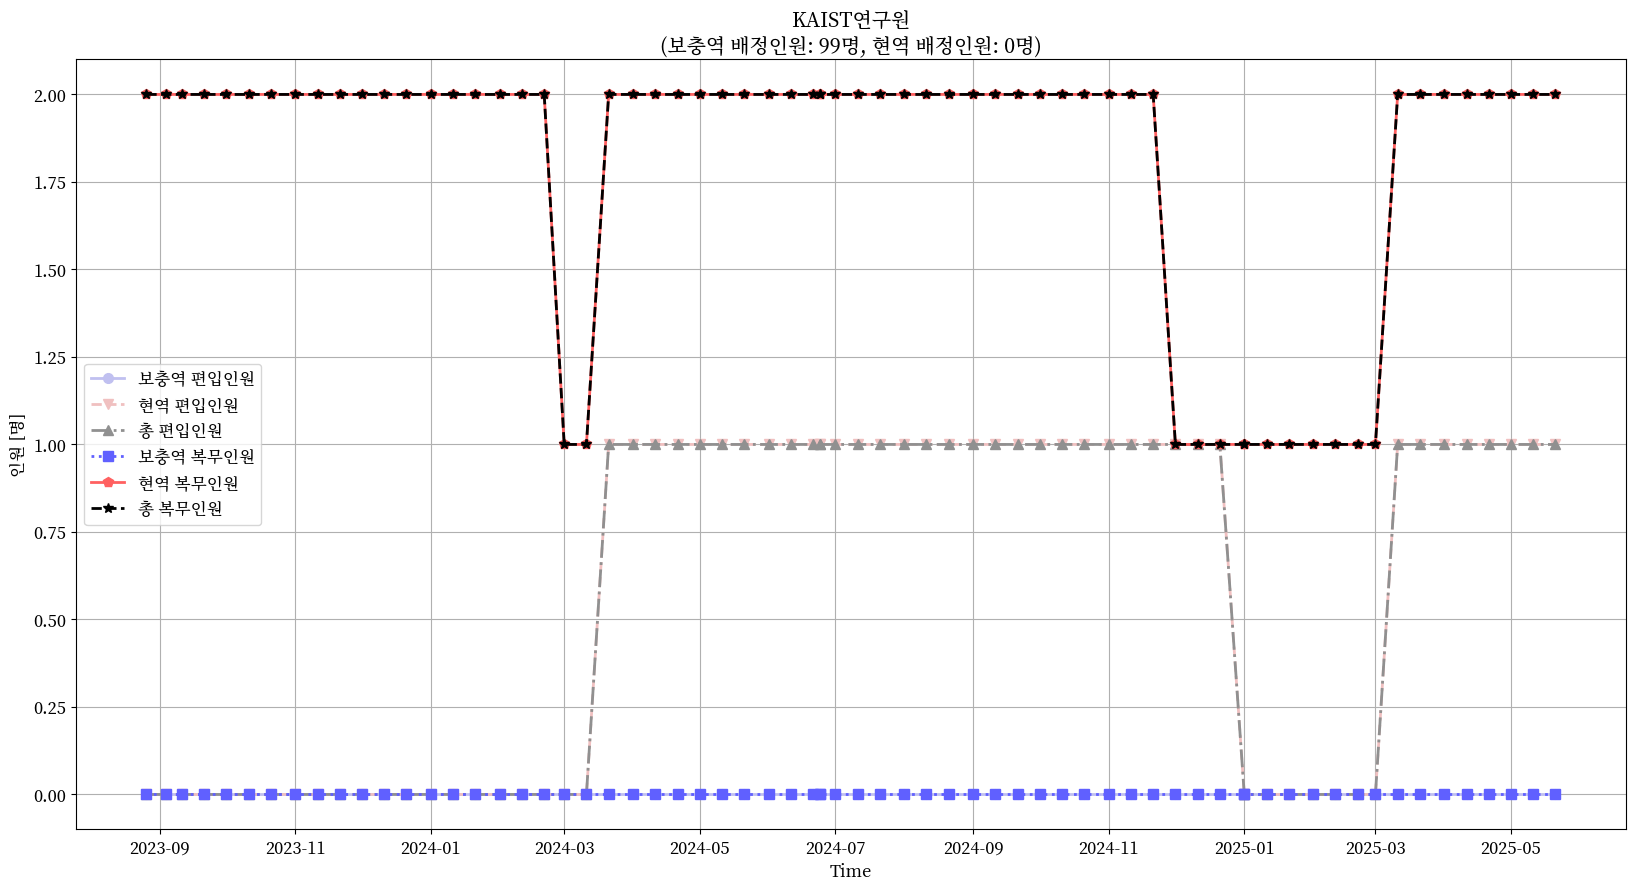 KAIST연구원
(보충역 배정인원: 99명, 현역 배정인원: 0명)
인원 [명]
2.00
1.75
1.50
1.25
1.00
0.75
0.50
0.25
0.00
보충역 편입인원
현역 편입인원
총 편입인원
보충역 복무인원
현역 복무인원
총 복무인원
2023-09 2023-11 2024-01 2024-03 2024-05 2024-07 2024-09 2024-11 2025-01 2025-03 2025-05
Time